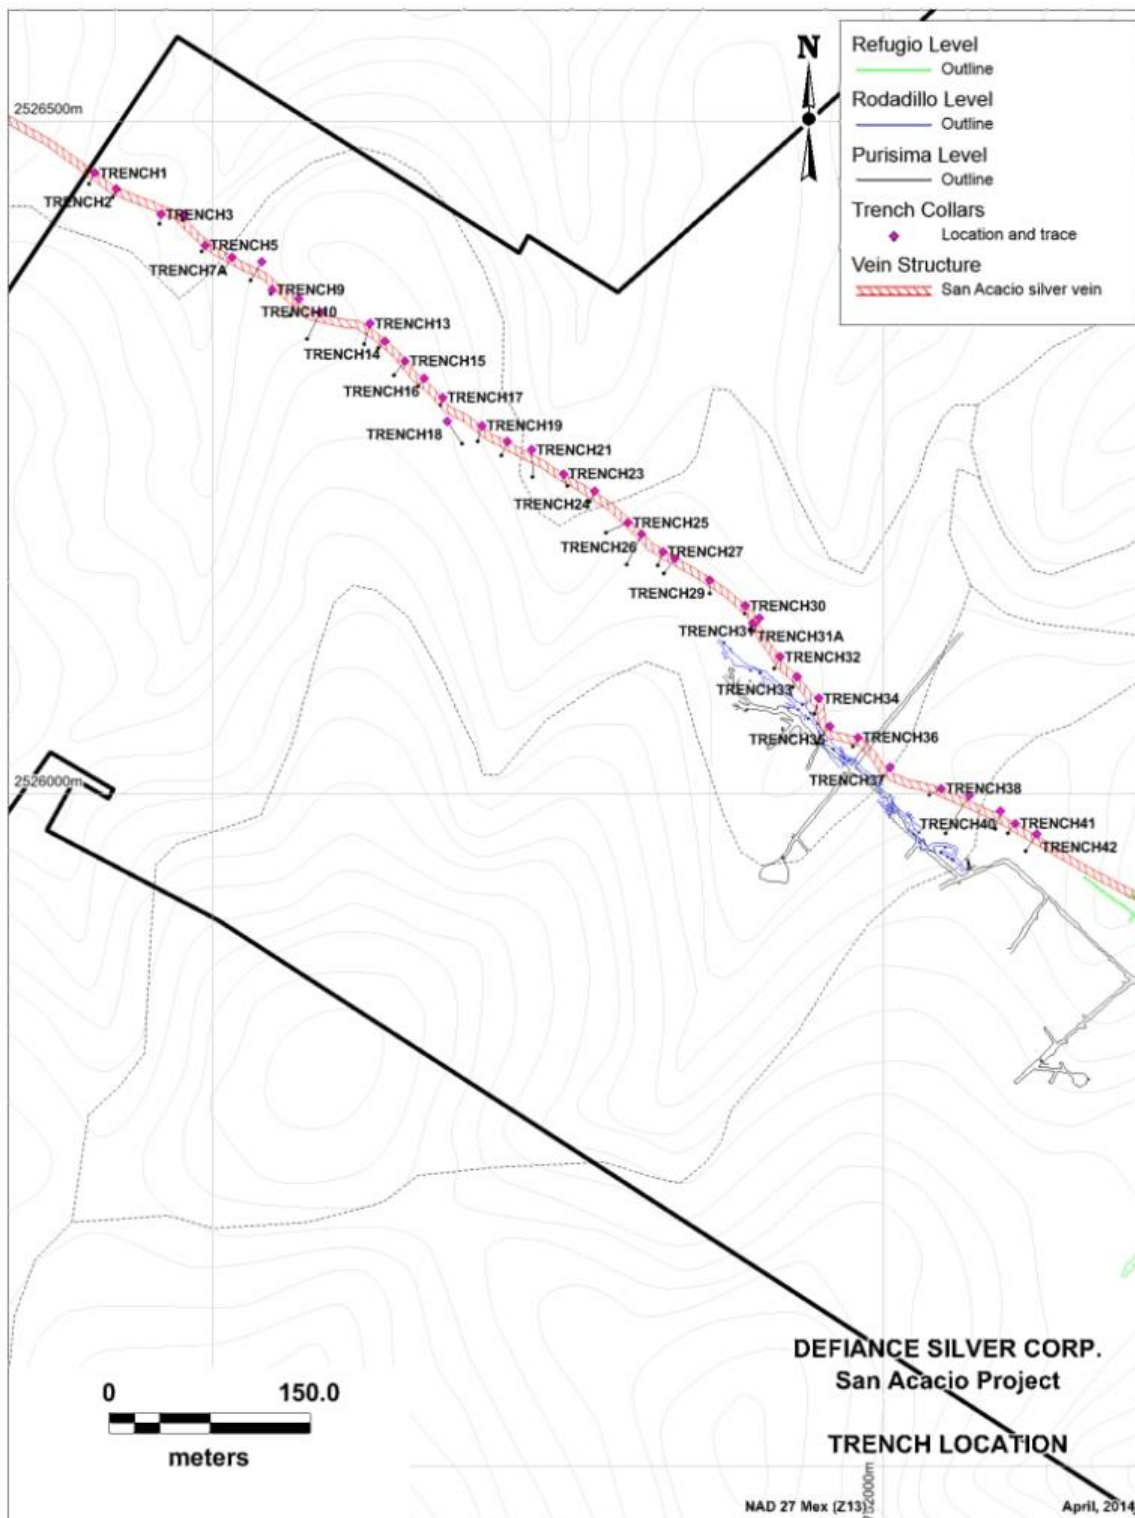 N
Refugio Level
Outline
Rodadillo Level
Outline
Purisima Level
Outline
Trench Collars
Location and trace
Vein Structure
San Acacio silver vein
2526500m
TRENCH1
TRENCH2
TRENCH3
TRENCH5
TRENCH7A
TRENCH9
TRENCH10
TRENCH13
TRENCH14
TRENCH15
TRENCH16
TRENCH17
TRENCH18
TRENCH19
TRENCH21
TRENCH23
TRENCH24
TRENCH25
TRENCH26
TRENCH27
TRENCH29
TRENCH30
TRENCH31
TRENCH31A
TRENCH32
TRENCH33
TRENCH34
TRENCH35
TRENCH36
TRENCH37
2526000m
TRENCH38
TRENCH40
TRENCH41
TRENCH42
DEFIANCE SILVER CORP.
San Acacio Project
0 150.0
TRENCH LOCATION
meters
NAD 27 Mex (Z13)
April, 2014